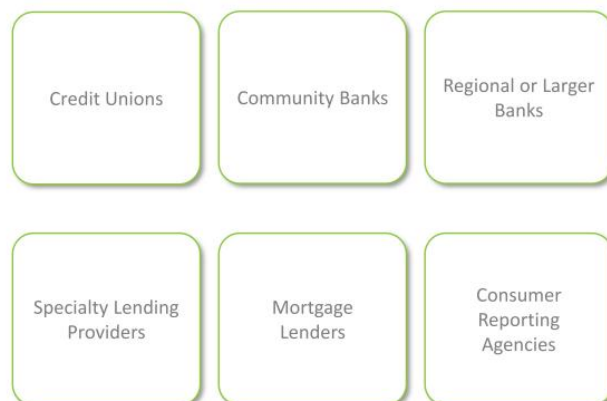 Credit Unions
Community Banks
Regional or Larger
Banks
Specialty Lending
Providers
Mortgage
Lenders
Consumer
Reporting
Agencies